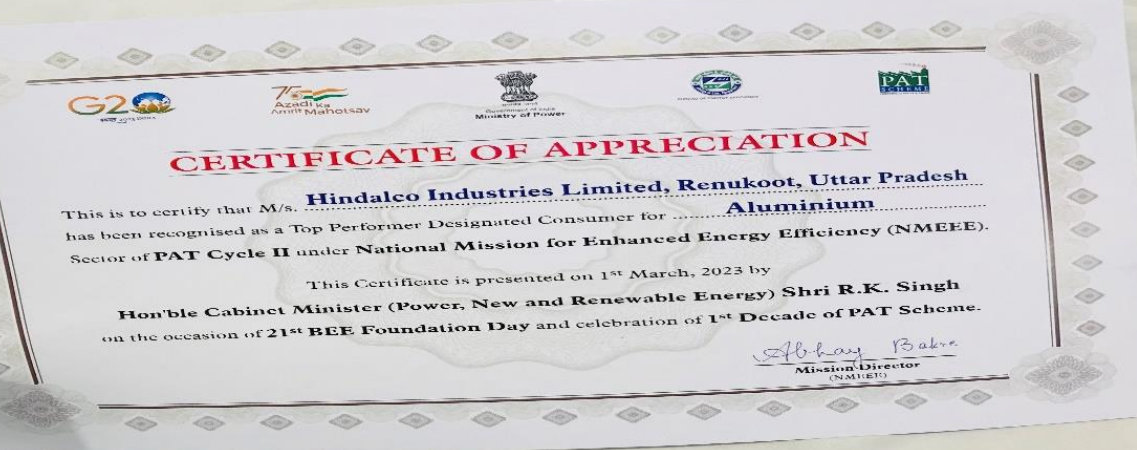 G20
Azadi Ka
Amrit Mahotsav
Government of India
Ministry of Power
PAT
SCHEME
CERTIFICATE OF APPRECIATION
This is to certify that M/s. Hindalco Industries Limited, Renukoot, Uttar Pradesh
has been recognised as a Top Performer Designated Consumer for Aluminium
Sector of PAT Cycle II under National Mission for Enhanced Energy Efficiency (NMEEE).
This Certificate is presented on 1st March, 2023 by
Hon'ble Cabinet Minister (Power, New and Renewable Energy) Shri R.K. Singh
on the occasion of 21st BEE Foundation Day and celebration of 1st Decade of PAT Scheme.
Abhay Bakre
Mission Director
(NMEEE)